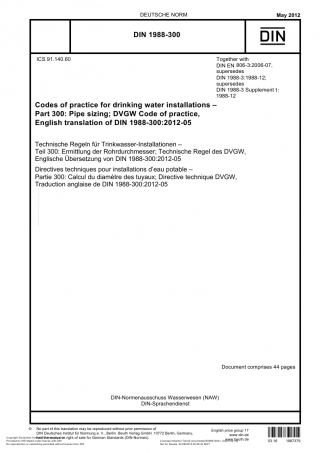 DEUTSCHE NORM
May 2012
DIN 1988-300
DIN
ICS 91.140.60
Together with
DIN EN 806-3:2006-07,
supersedes
DIN 1988-3:1988-12;
supersedes
DIN 1988-3 Supplement 1:
1988-12
Codes of practice for drinking water installations –
Part 300: Pipe sizing; DVGW Code of practice,
English translation of DIN 1988-300:2012-05
Technische Regeln für Trinkwasser-Installationen –
Teil 300: Ermittlung der Rohrdurchmesser; Technische Regel des DVGW,
Englische Übersetzung von DIN 1988-300:2012-05
Directives techniques pour installations d'eau potable –
Partie 300: Calcul du diamètre des tuyaux; Directive technique DVGW,
Traduction anglaise de DIN 1988-300:2012-05
Document comprises 44 pages
DIN-Normenausschuss Wasserwesen (NAW)
DIN-Sprachendienst
© No part of this translation may be reproduced without prior permission of
DIN Deutsches Institut für Normung e. V., Berlin. Beuth Verlag GmbH, 10772 Berlin, Germany,
has the exclusive right of sale for German Standards (DIN-Normen).
English price group 17
www.din.de
www.beuth.de